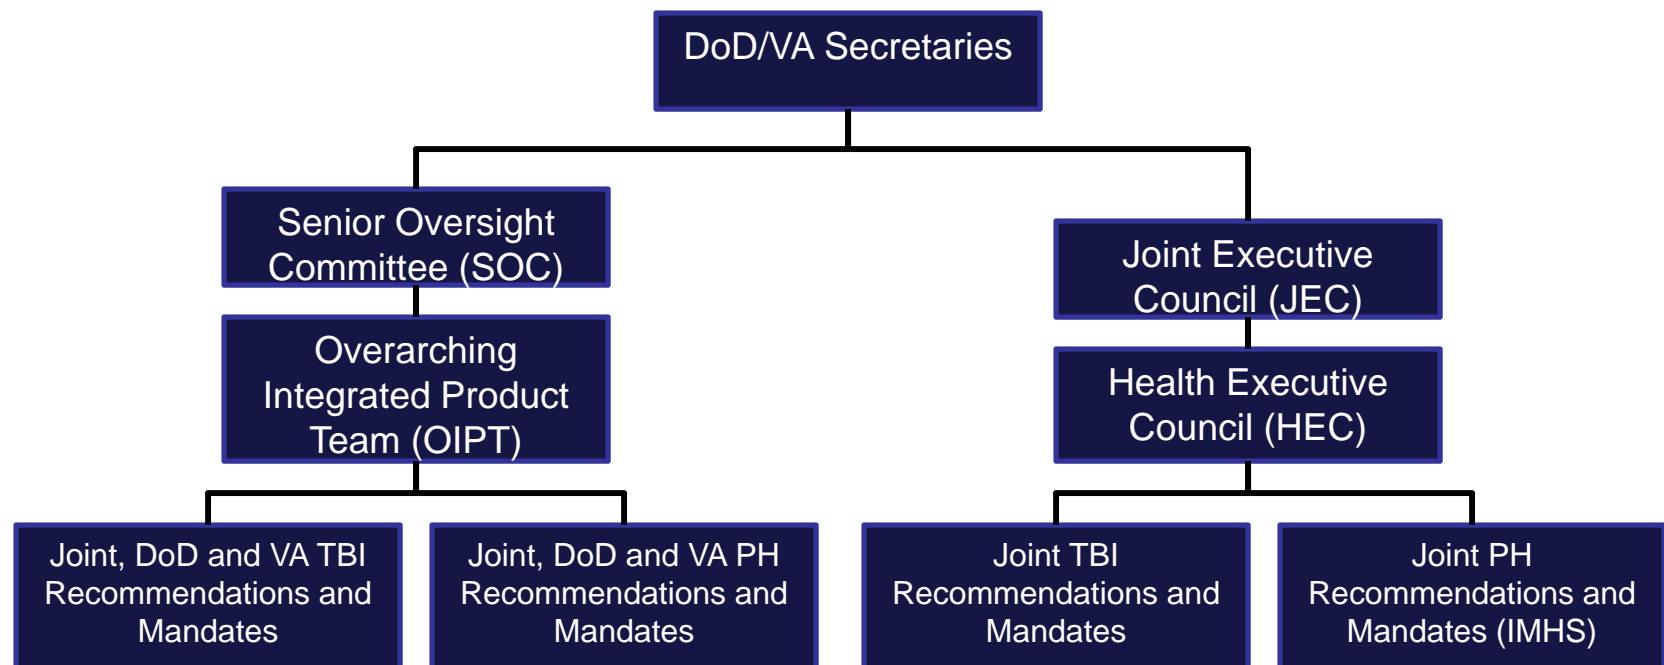 DoD/VA Secretaries
Senior Oversight
Committee (SOC)
Joint Executive
Council (JEC)
Overarching
Integrated Product
Team (OIPT)
Health Executive
Council (HEC)
Joint, DoD and VA TBI
Recommendations and
Mandates
Joint, DoD and VA PH
Recommendations and
Mandates
Joint TBI
Recommendations and
Mandates
Joint PH
Recommendations and
Mandates (IMHS)